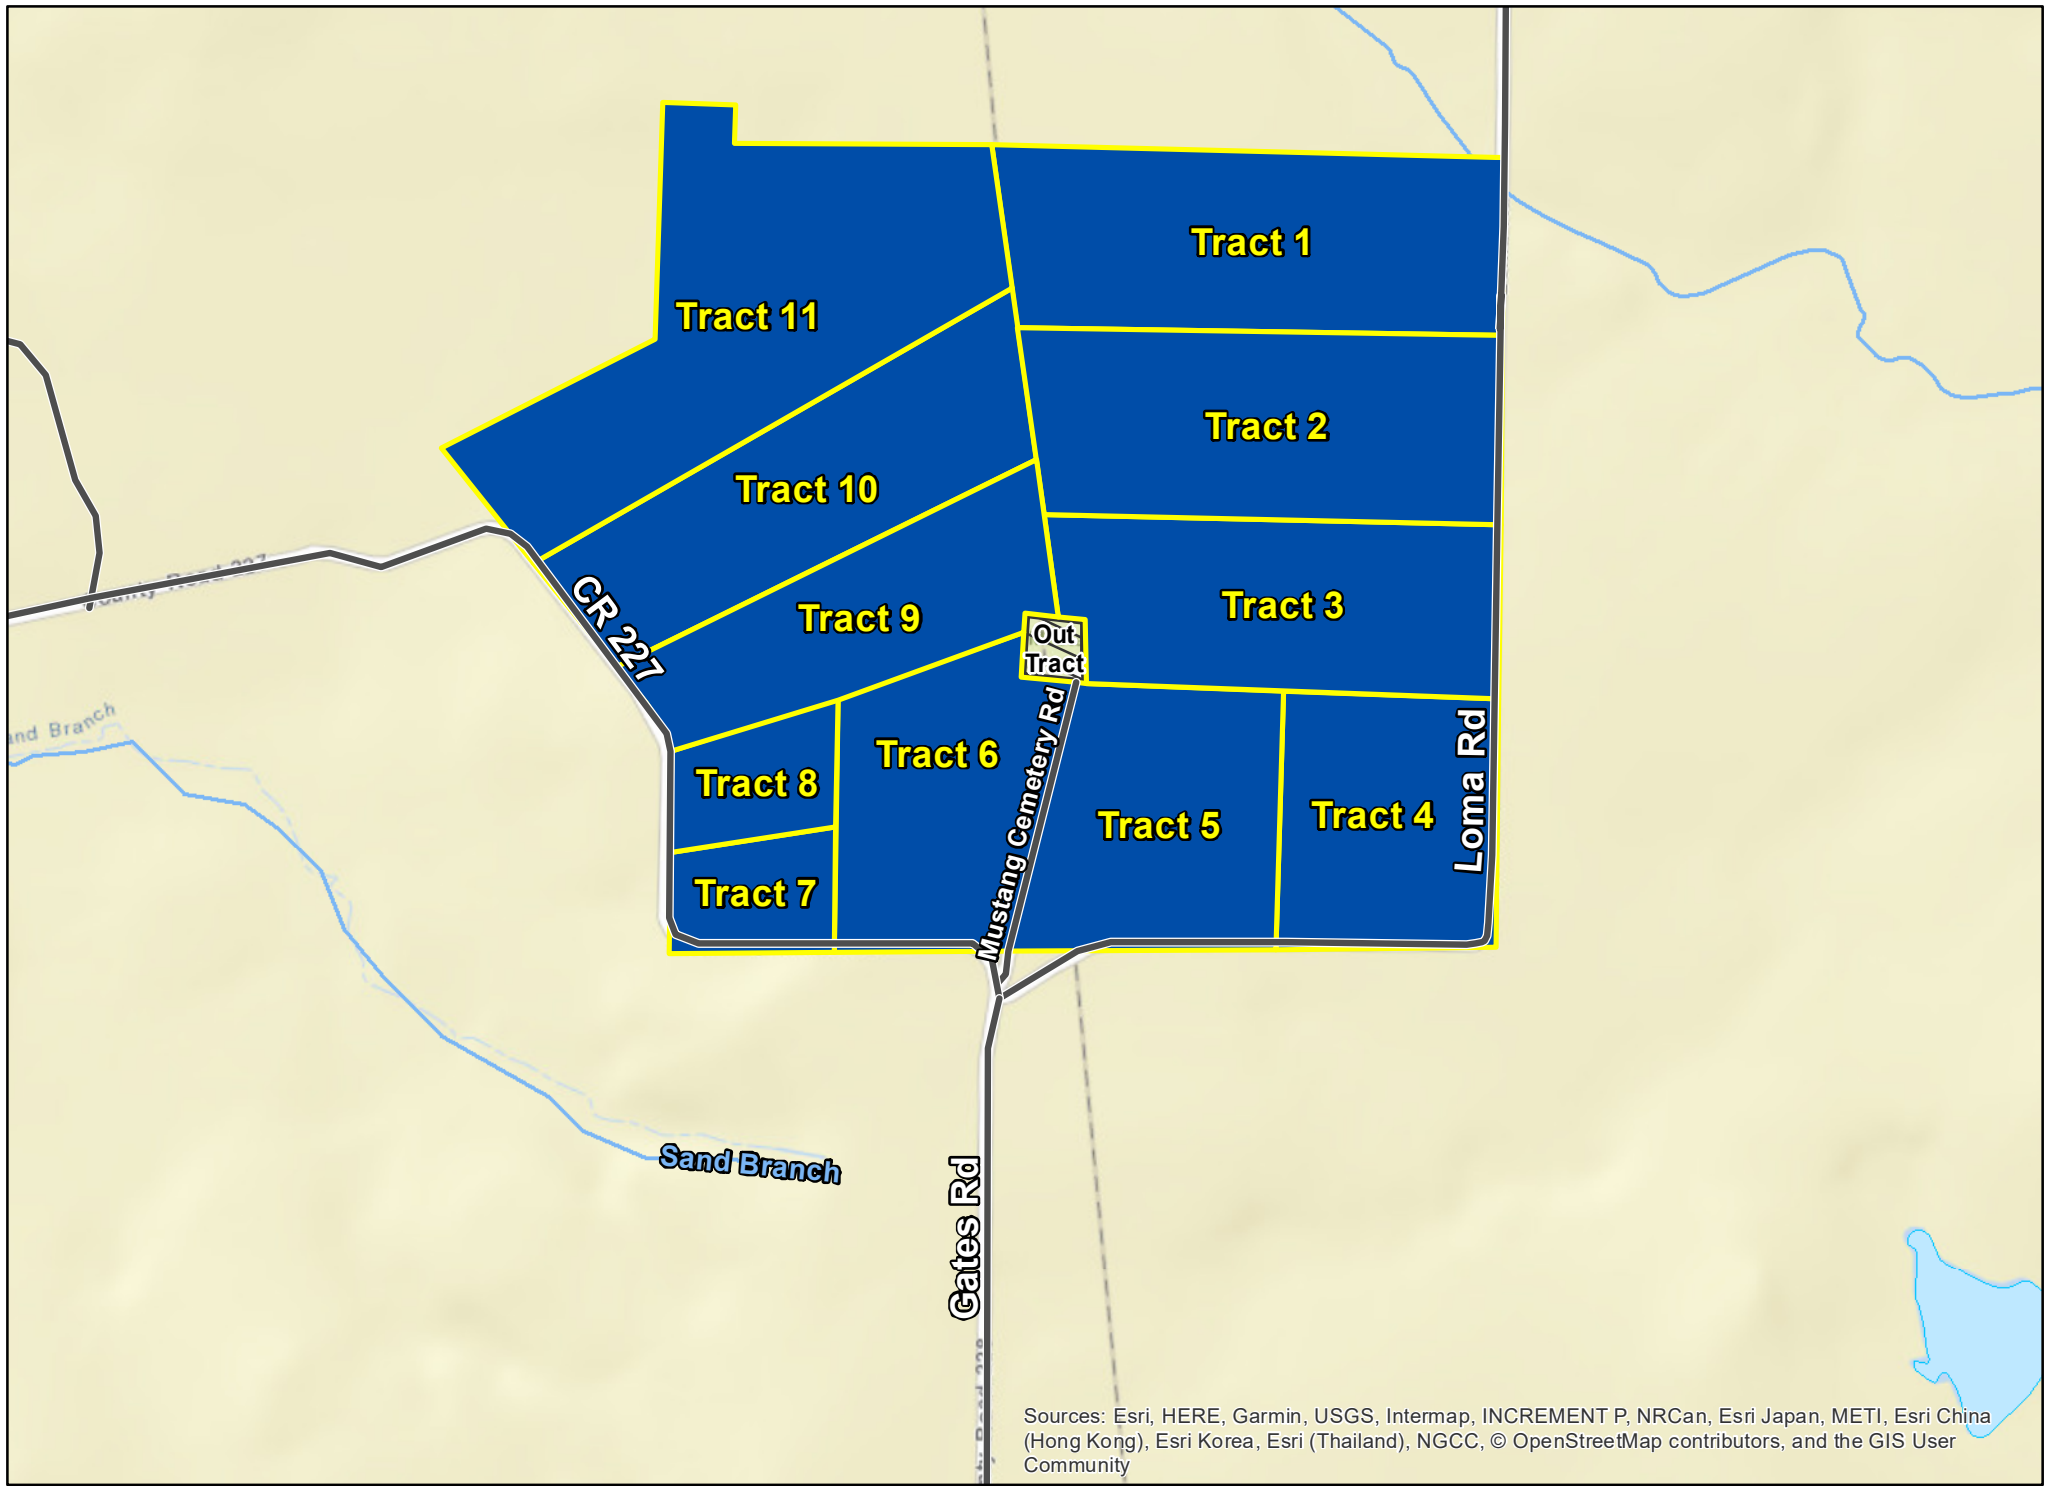 Tract 1
Tract 11
Tract 2
Tract 10
CR 227
Tract 9
Tract 3
Out
Tract
Mustang Cemetery Rd
Tract 6
Tract 8
Tract 5
Tract 4
Loma Rd
Tract 7
Branch
Sand Branch
Gates Rd
Sources: Esri, HERE, Garmin, USGS, Intermap, INCREMENT P, NRCan, Esri Japan, METI, Esri China
(Hong Kong), Esri Korea, Esri (Thailand), NGCC, © OpenStreetMap contributors, and the GIS User
Community